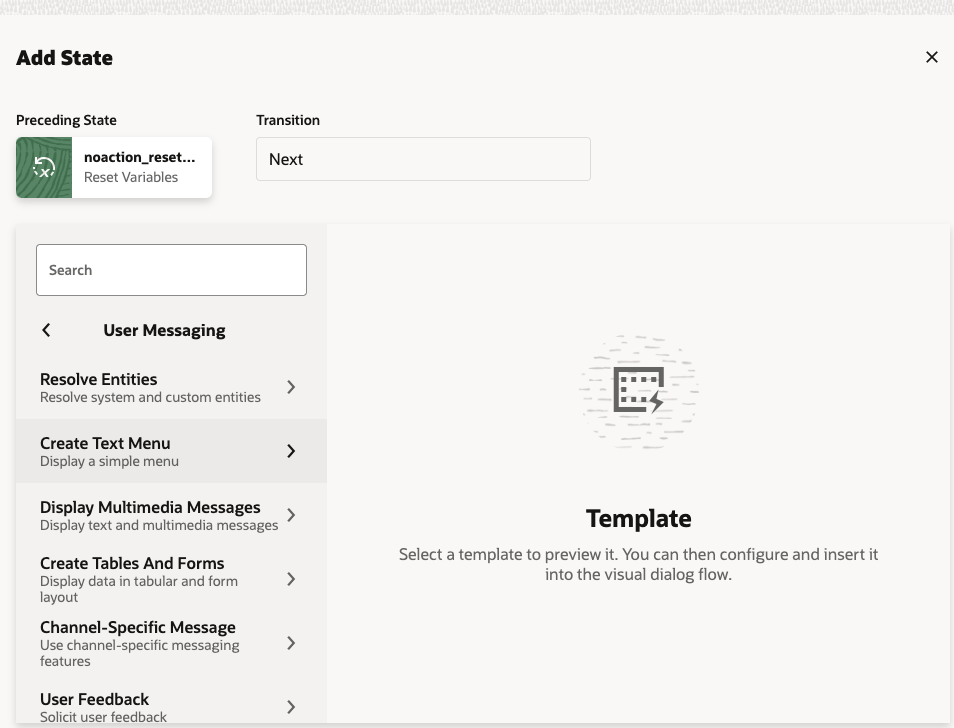 Add State
Preceding State
Transition
noaction_reset...
Reset Variables
Next
Search
User Messaging
Resolve Entities
Resolve system and custom entities
Create Text Menu
Display a simple menu
Display Multimedia Messages
Display text and multimedia messages
Create Tables And Forms
Display data in tabular and form
layout
Channel-Specific Message
Use channel-specific messaging
features
User Feedback
Solicit user feedback
Template
Select a template to preview it. You can then configure and insert it
into the visual dialog flow.